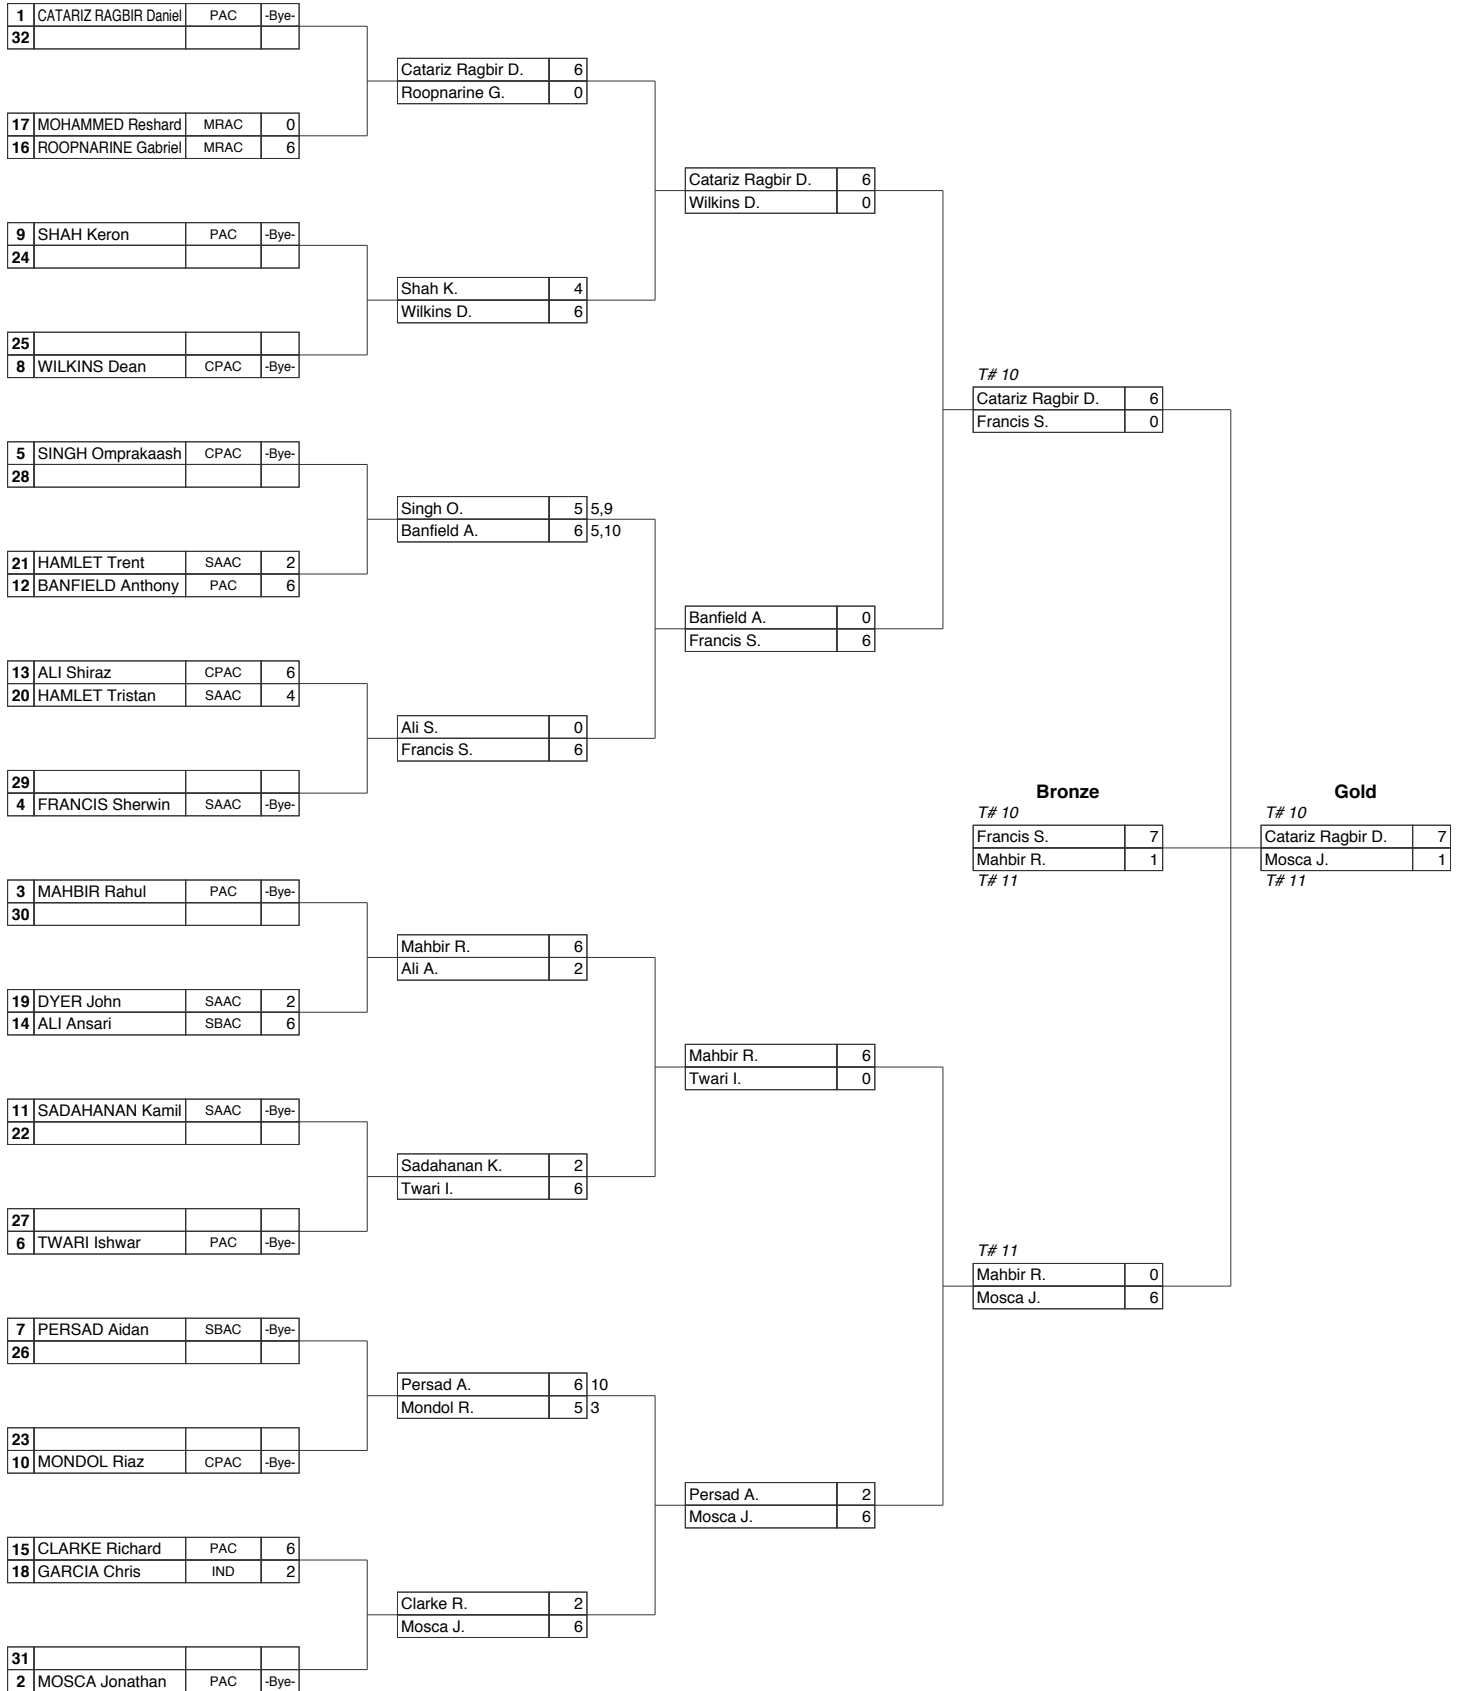 1 CATARIZ RAGBIR Daniel PAC -Bye-
32
17 MOHAMMED Reshard MRAC 0
16 ROOPNARINE Gabriel MRAC 6
9 SHAH Keron PAC -Bye-
24
25
8 WILKINS Dean CPAC -Bye-
5 SINGH Omprakaash CPAC -Bye-
28
21 HAMLET Trent SAAC 2
12 BANFIELD Anthony PAC 6
13 ALI Shiraz CPAC 6
20 HAMLET Tristan SAAC 4
29
4 FRANCIS Sherwin SAAC -Bye-
3 MAHBIR Rahul PAC -Bye-
30
19 DYER John SAAC 2
14 ALI Ansari SBAC 6
11 SADAHANAN Kamil SAAC -Bye-
22
27
6 TWARI Ishwar PAC -Bye-
7 PERSAD Aidan SBAC -Bye-
26
23
10 MONDOL Riaz CPAC -Bye-
15 CLARKE Richard PAC 6
18 GARCIA Chris IND 2
31
2 MOSCA Jonathan PAC -Bye-
Catariz Ragbir D. 6
Roopnarine G. 0
Shah K. 4
Wilkins D. 6
Singh O. 5 5,9
Banfield A. 6 5,10
Ali S. 0
Francis S. 6
Mahbir R. 6
Ali A. 2
Sadahanan K. 2
Twari I. 6
Persad A. 6 10
Mondol R. 5 3
Clarke R. 2
Mosca J. 6
Catariz Ragbir D. 6
Wilkins D. 0
Banfield A. 0
Francis S. 6
Mahbir R. 6
Twari I. 0
Persad A. 2
Mosca J. 6
T# 10
Catariz Ragbir D. 6
Francis S. 0
T# 11
Mahbir R. 0
Mosca J. 6
Bronze
T# 10
Francis S. 7
Mahbir R. 1
T# 11
Gold
T# 10
Catariz Ragbir D. 7
Mosca J. 1
T# 11